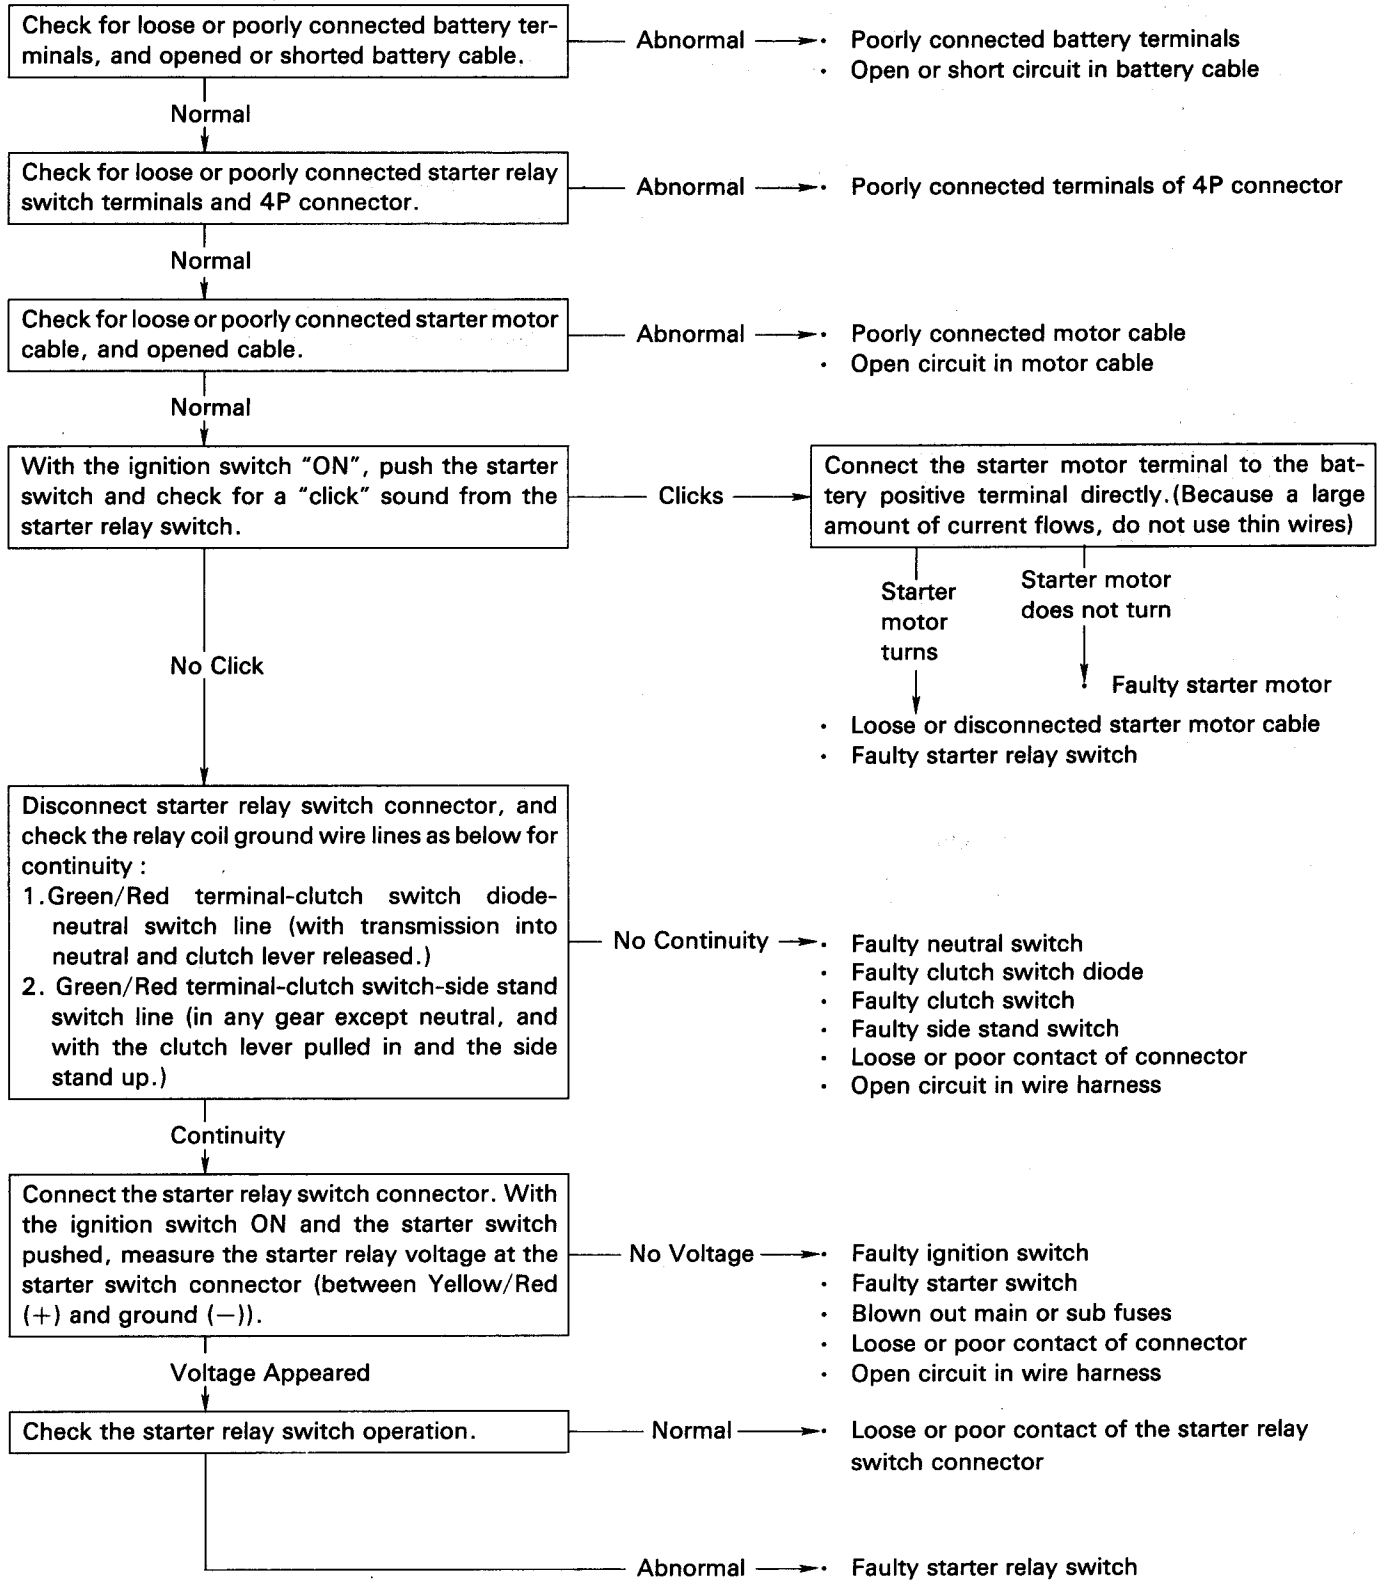 Check for loose or poorly connected battery ter-
minals, and opened or shorted battery cable.
Abnormal
· Poorly connected battery terminals
· Open or short circuit in battery cable
Normal
Check for loose or poorly connected starter relay
switch terminals and 4P connector.
Abnormal
· Poorly connected terminals of 4P connector
Normal
Check for loose or poorly connected starter motor
cable, and opened cable.
Abnormal
· Poorly connected motor cable
· Open circuit in motor cable
Normal
With the ignition switch "ON", push the starter
switch and check for a "click" sound from the
starter relay switch.
Clicks
Connect the starter motor terminal to the bat-
tery positive terminal directly.(Because a large
amount of current flows, do not use thin wires)
Starter
motor
turns
Starter motor
does not turn
· Faulty starter motor
· Loose or disconnected starter motor cable
· Faulty starter relay switch
No Click
Disconnect starter relay switch connector, and
check the relay coil ground wire lines as below for
continuity :
1.Green/Red terminal-clutch switch diode-
neutral switch line (with transmission into
neutral and clutch lever released.)
2. Green/Red terminal-clutch switch-side stand
switch line (in any gear except neutral, and
with the clutch lever pulled in and the side
stand up.)
No Continuity
· Faulty neutral switch
· Faulty clutch switch diode
· Faulty clutch switch
· Faulty side stand switch
· Loose or poor contact of connector
· Open circuit in wire harness
Continuity
Connect the starter relay switch connector. With
the ignition switch ON and the starter switch
pushed, measure the starter relay voltage at the
starter switch connector (between Yellow/Red
(+) and ground (−)).
No Voltage
· Faulty ignition switch
· Faulty starter switch
· Blown out main or sub fuses
· Loose or poor contact of connector
· Open circuit in wire harness
Voltage Appeared
Check the starter relay switch operation.
Normal
· Loose or poor contact of the starter relay
switch connector
Abnormal
· Faulty starter relay switch